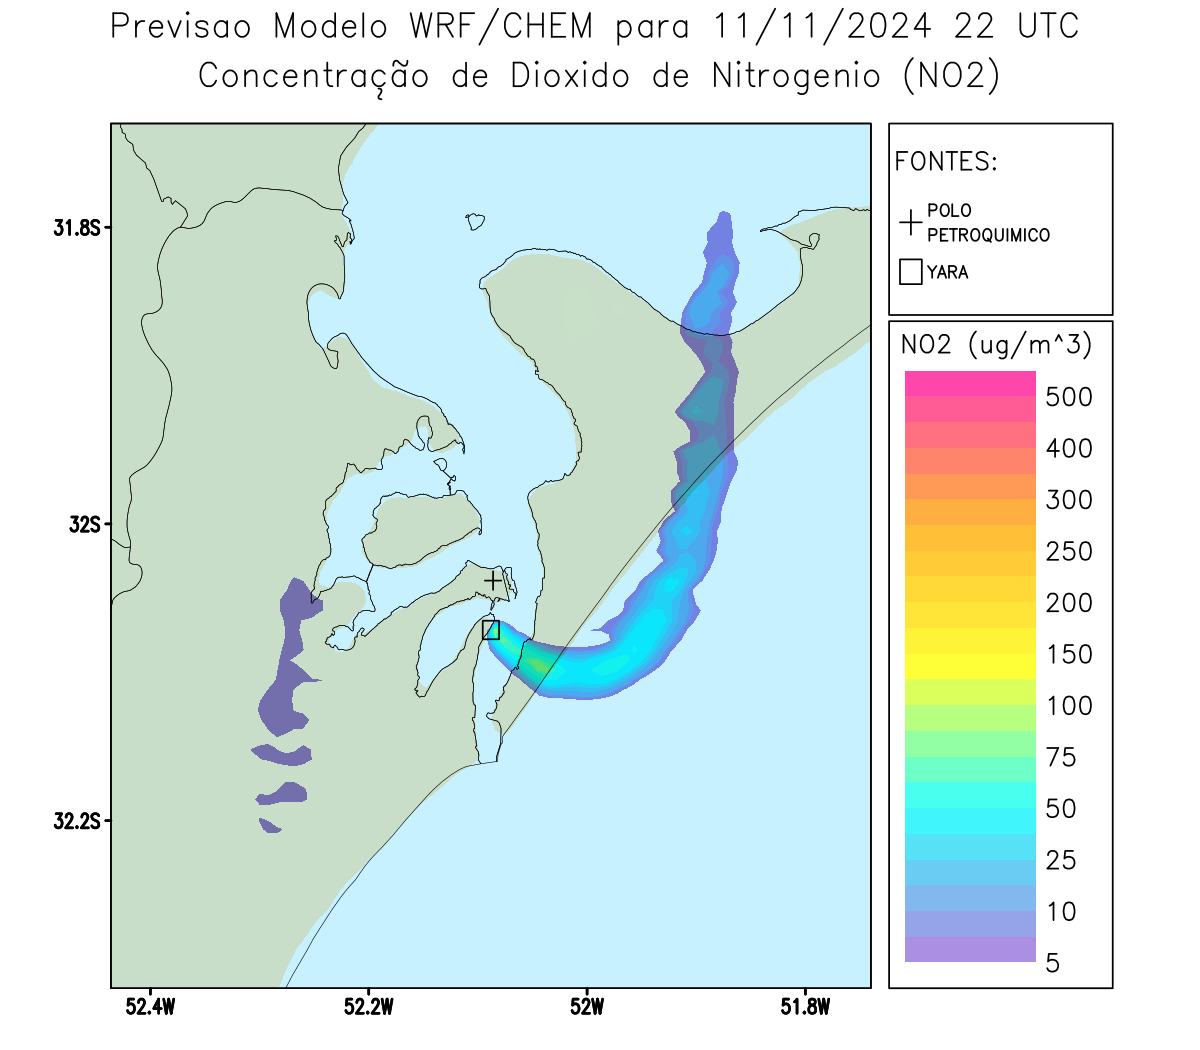 Previsao Modelo WRF/CHEM para 11/11/2024 22 UTC
Concentração de Dioxido de Nitrogenio (NO2)
FONTES:
POLO
PETROQUIMICO
YARA
NO2 (ug/m^3)
500
400
300
250
200
150
100
75
50
25
10
5
31.8S
32S
32.2S
52.4W
52.2W
52W
51.8W